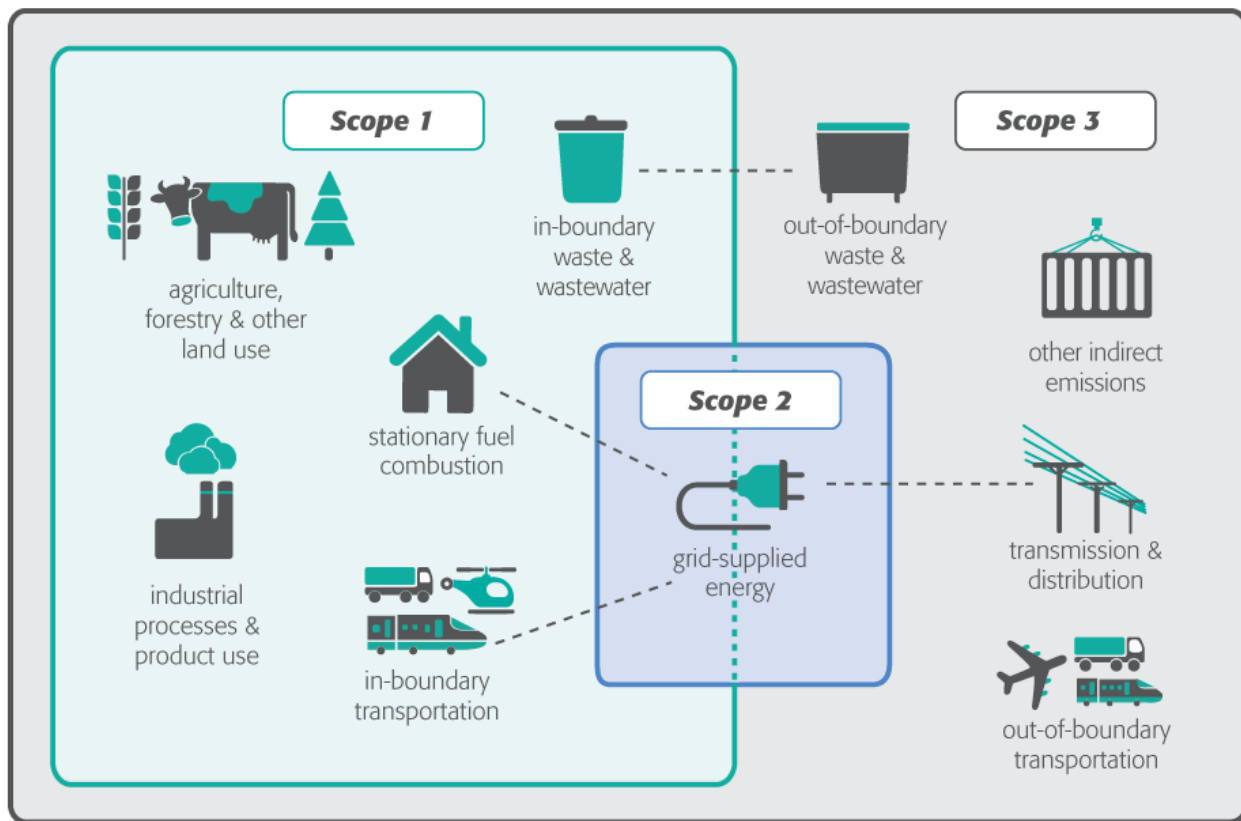 Scope 1
Scope 3
in-boundary
waste &
wastewater
out-of-boundary
waste &
wastewater
agriculture,
forestry & other
land use
other indirect
emissions
Scope 2
stationary fuel
combustion
grid-supplied
energy
transmission &
distribution
industrial
processes &
product use
in-boundary
transportation
out-of-boundary
transportation